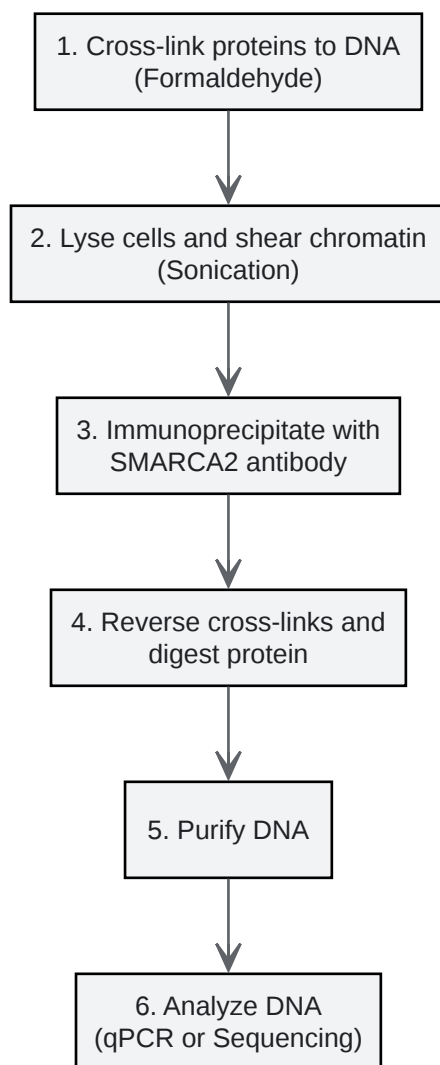 1. Cross-link proteins to DNA
(Formaldehyde)
2. Lyse cells and shear chromatin
(Sonication)
3. Immunoprecipitate with
SMARCA2 antibody
4. Reverse cross-links and
digest protein
5. Purify DNA
6. Analyze DNA
(qPCR or Sequencing)